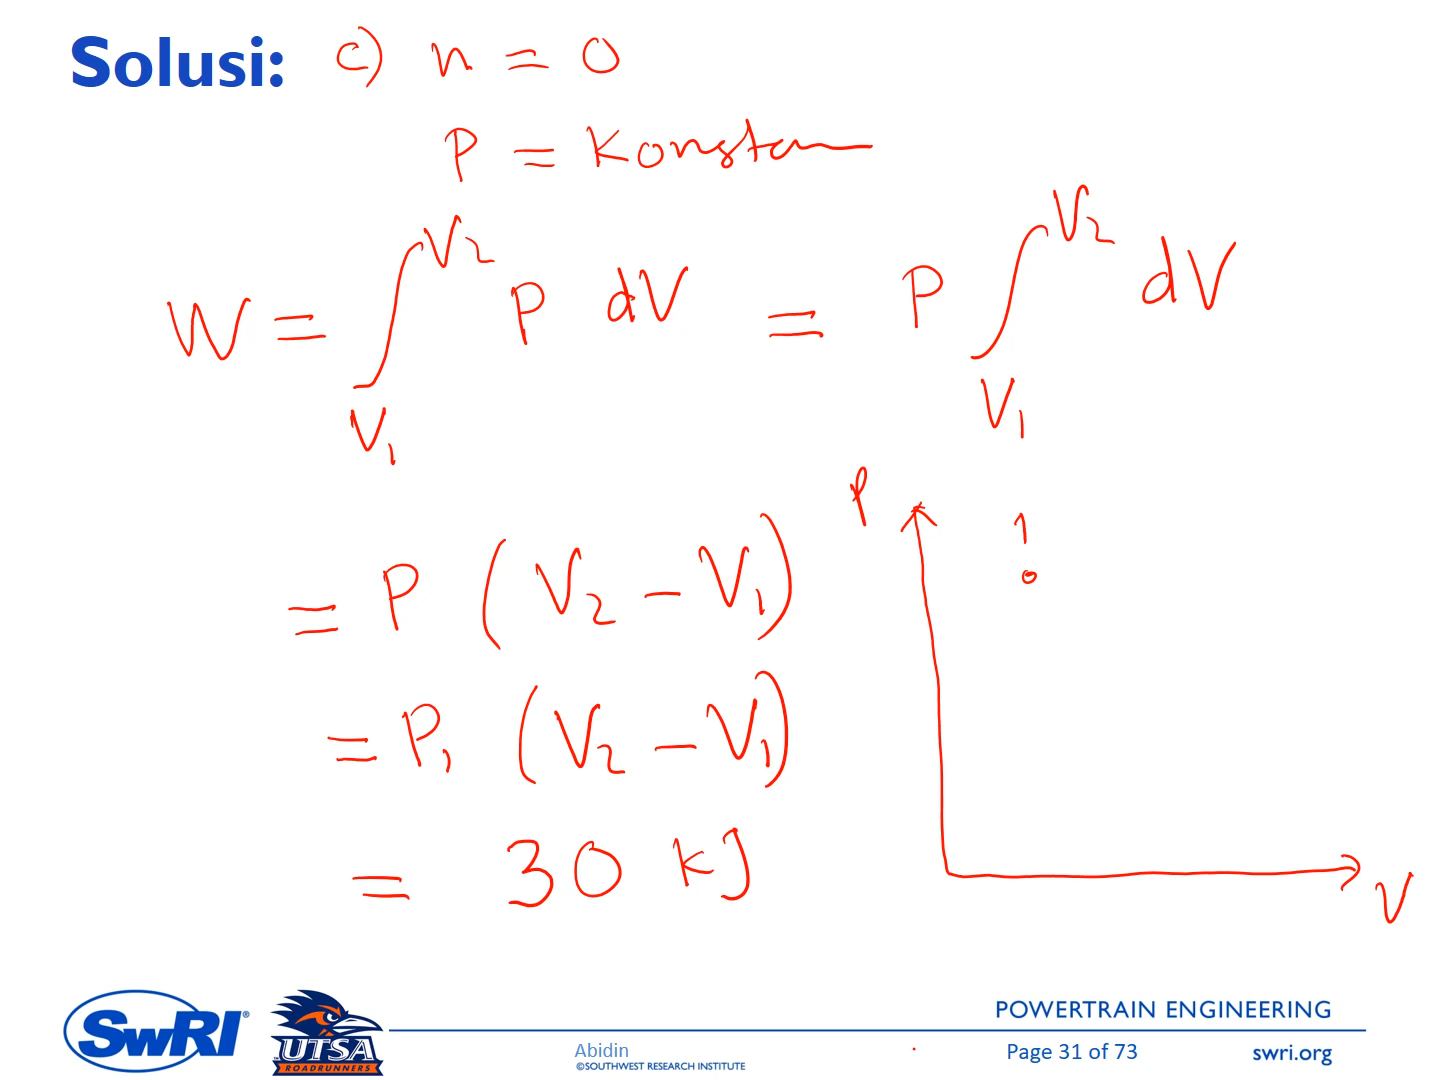 Solusi: c) n = 0
P = Konstan
W = ∫ V₁ V₂ P dV = P ∫ V₁ V₂ dV
= P (V₂ − V₁)
= P₁ (V₂ − V₁)
= 30 kJ
P
1
V
SwRI®
UTSA
ROADRUNNERS
Abidin
©SOUTHWEST RESEARCH INSTITUTE
POWERTRAIN ENGINEERING
Page 31 of 73
swri.org